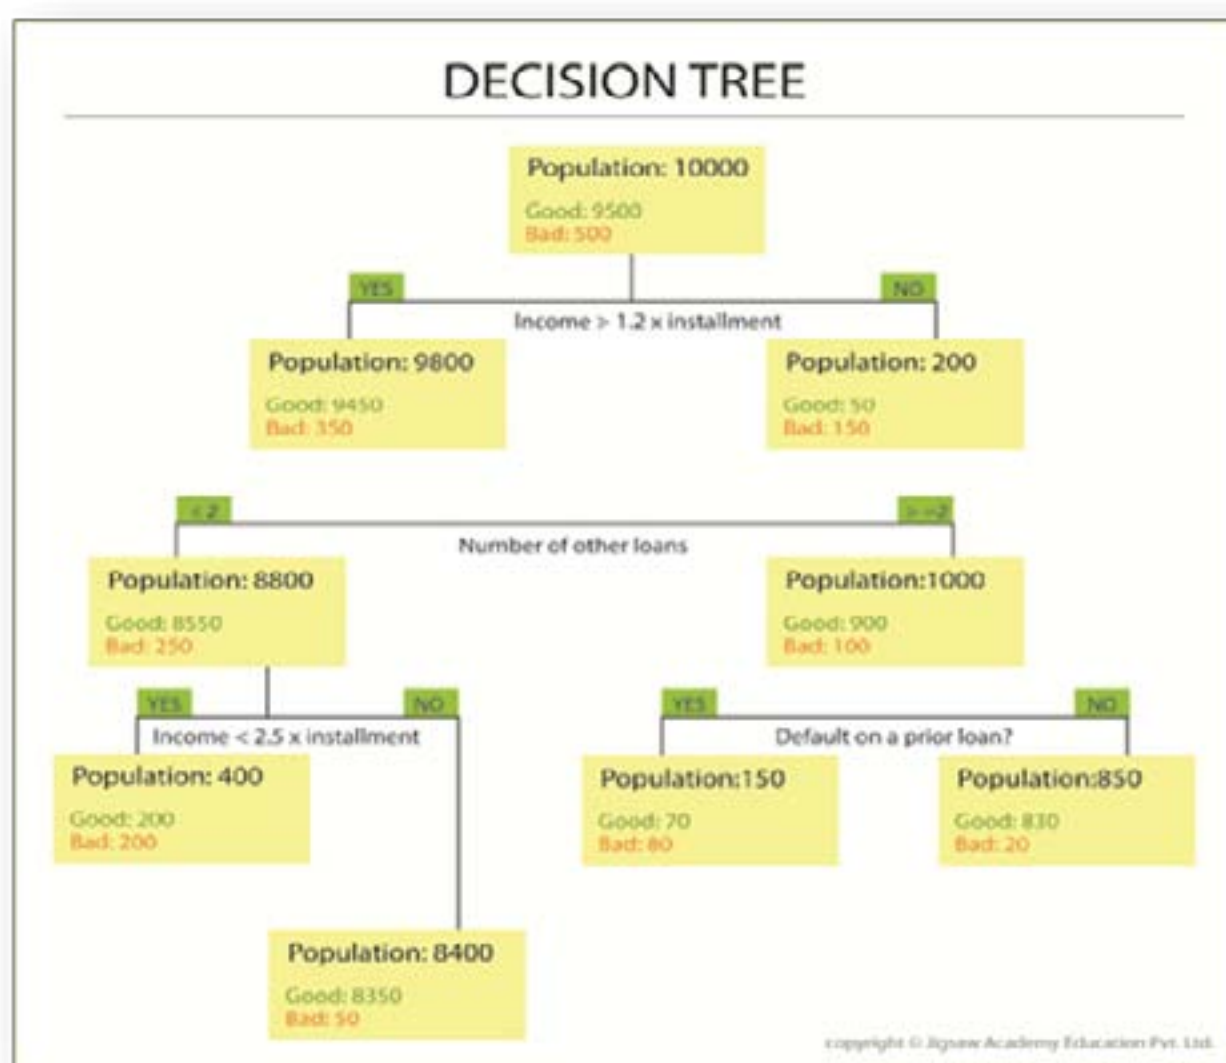 DECISION TREE
Population: 10000
Good: 9500
Bad: 500
YES
NO
Income > 1.2 x installment
Population: 9800
Good: 9450
Bad: 350
Population: 200
Good: 50
Bad: 150
< 2
> =2
Number of other loans
Population: 8800
Good: 8550
Bad: 250
Population:1000
Good: 900
Bad: 100
YES
NO
Income < 2.5 x installment
YES
NO
Default on a prior loan?
Population: 400
Good: 200
Bad: 200
Population:150
Good: 70
Bad: 80
Population:850
Good: 830
Bad: 20
Population: 8400
Good: 8350
Bad: 50
copyright © Jigsaw Academy Education Pvt. Ltd.